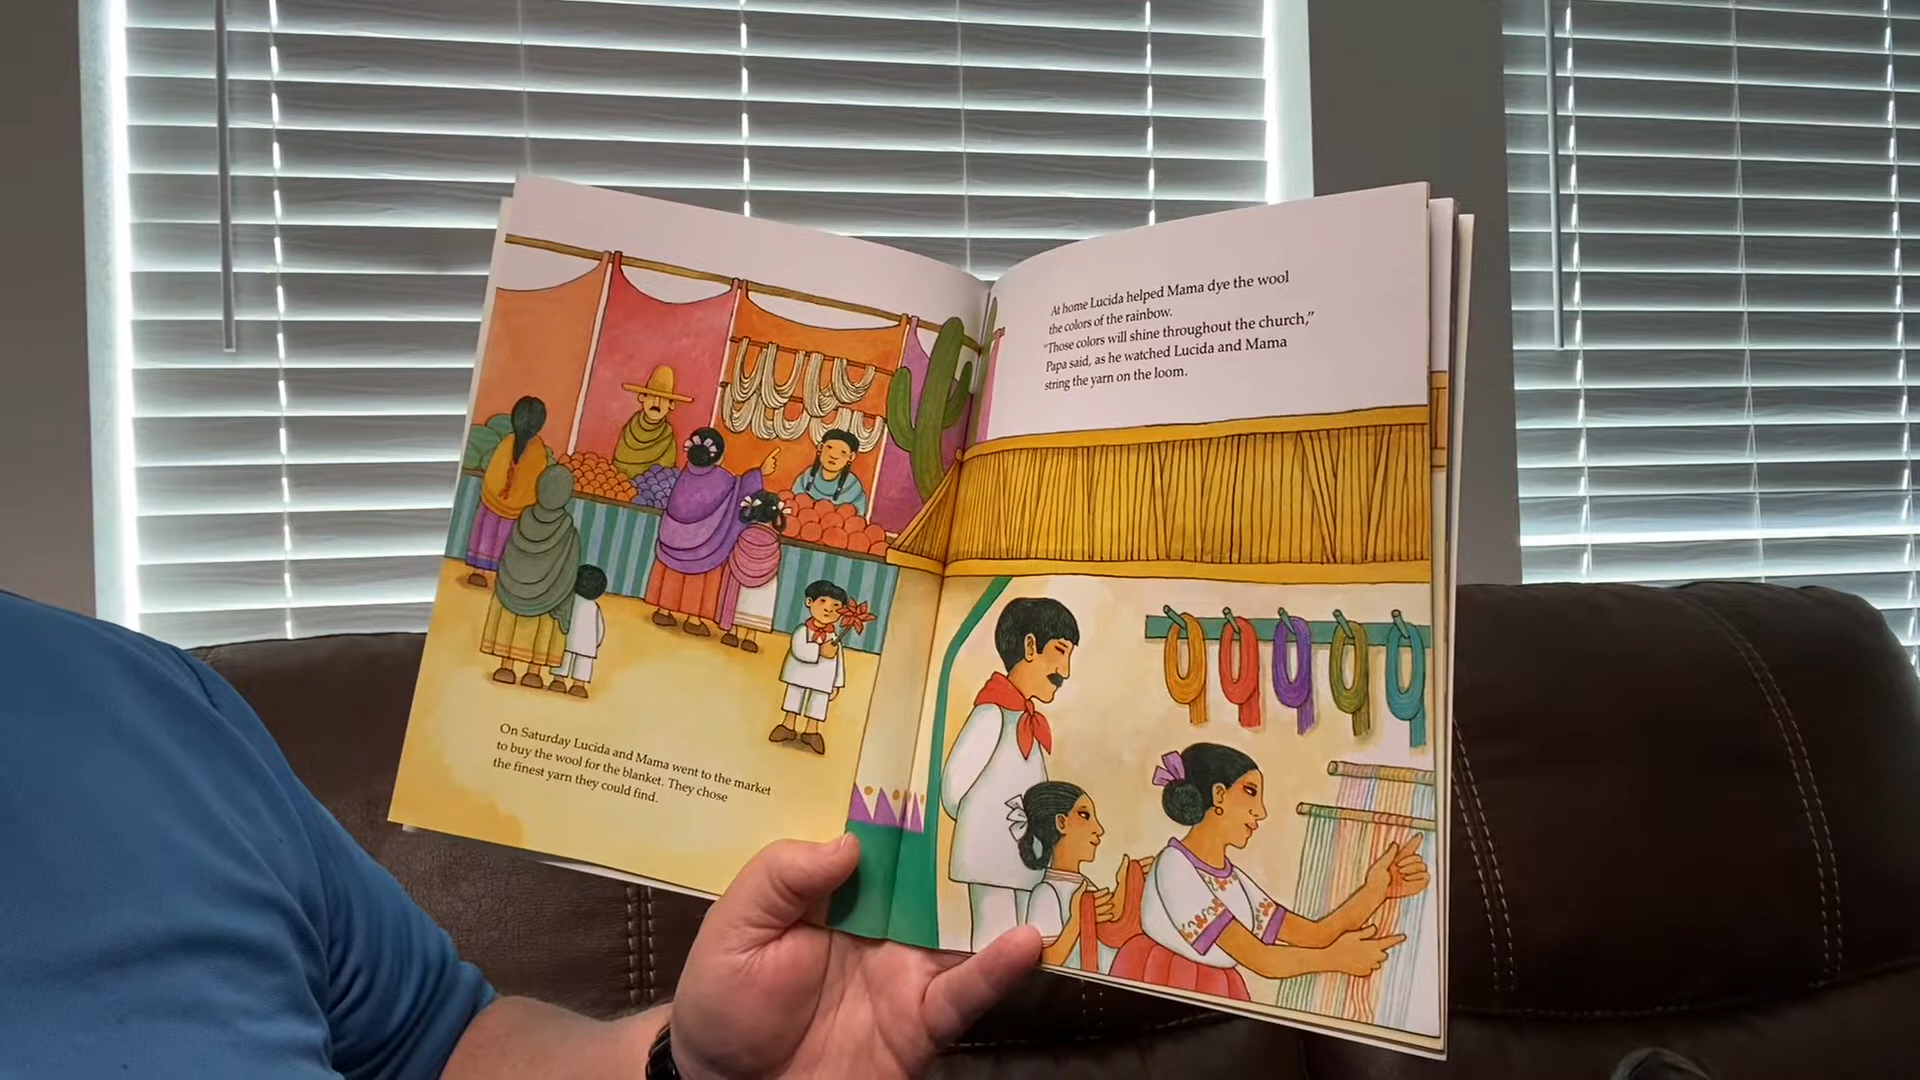 On Saturday Lucida and Mama went to the market
to buy the wool for the blanket. They chose
the finest yarn they could find.
At home Lucida helped Mama dye the wool
the colors of the rainbow.
"Those colors will shine throughout the church,"
Papa said, as he watched Lucida and Mama
string the yarn on the loom.